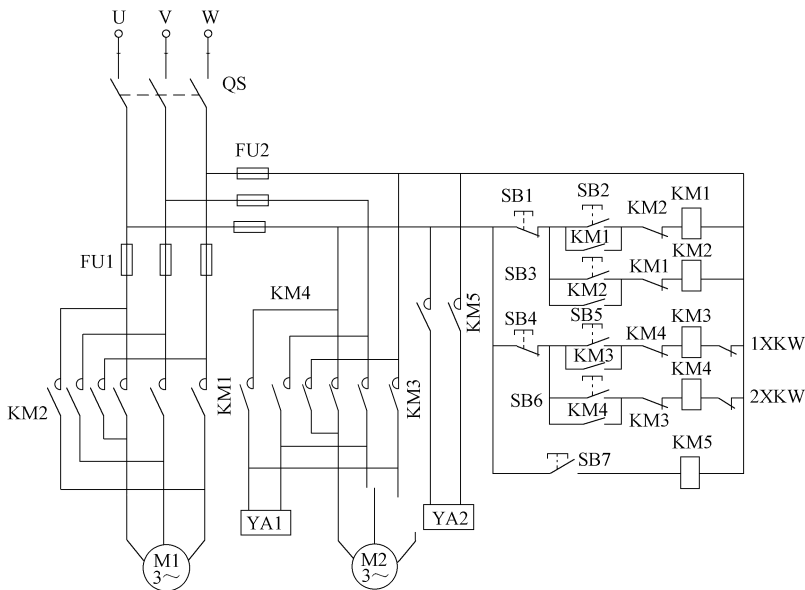 U V W
QS
FU2
SB1 SB2 KM2 KM1
KM1 KM2
FU1 SB3 KM1
KM2
KM4 KM5 SB4 SB5 KM4 KM3 1XKW
KM3 KM4
KM2 KM1 KM3 SB6 KM4 KM3 2XKW
SB7 KM5
YA1 YA2
M1
3~
M2
3~